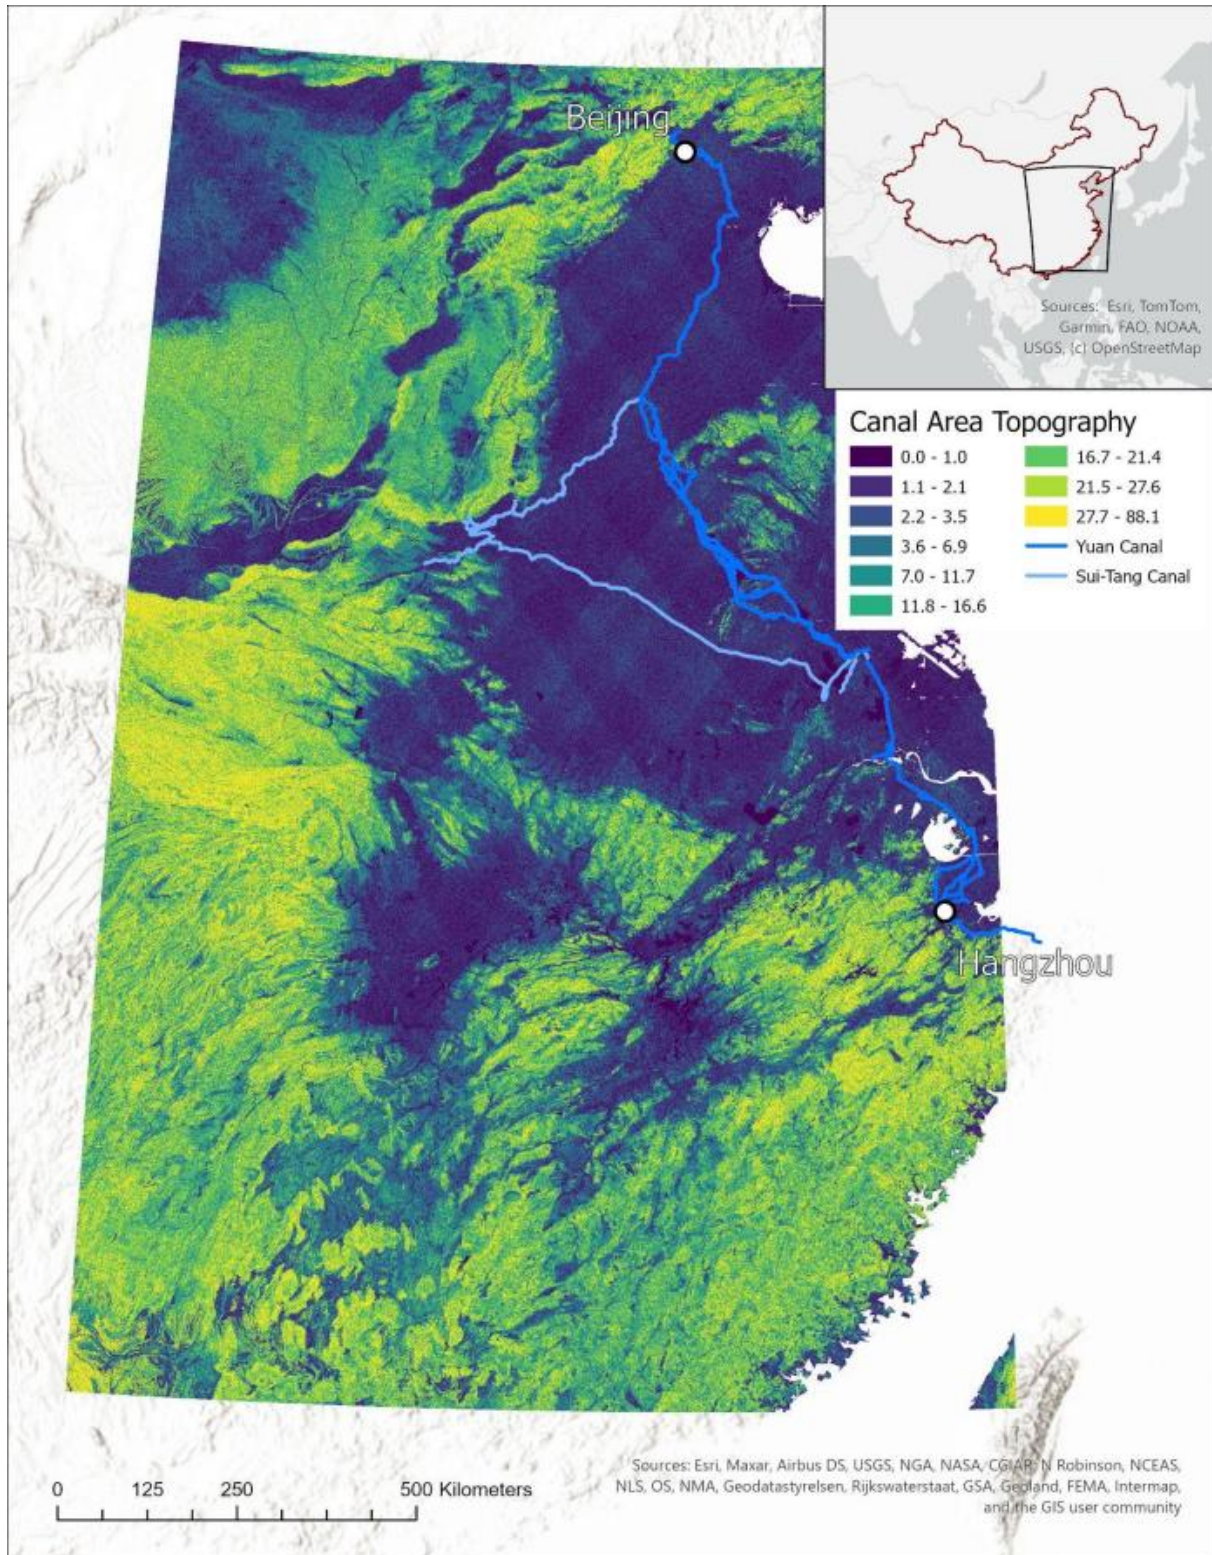 Beijing
Sources: Esri, TomTom,
Garmin, FAO, NOAA,
USGS, (c) OpenStreetMap
Canal Area Topography
0.0 - 1.0
1.1 - 2.1
2.2 - 3.5
3.6 - 6.9
7.0 - 11.7
11.8 - 16.6
16.7 - 21.4
21.5 - 27.6
27.7 - 88.1
Yuan Canal
Sui-Tang Canal
Hangzhou
0 125 250 500 Kilometers
Sources: Esri, Maxar, Airbus DS, USGS, NGA, NASA, CGIAR, N Robinson, NCEAS,
NLS, OS, NMA, Geodatastyrelsen, Rijkswaterstaat, GSA, Geoland, FEMA, Intermap,
and the GIS user community